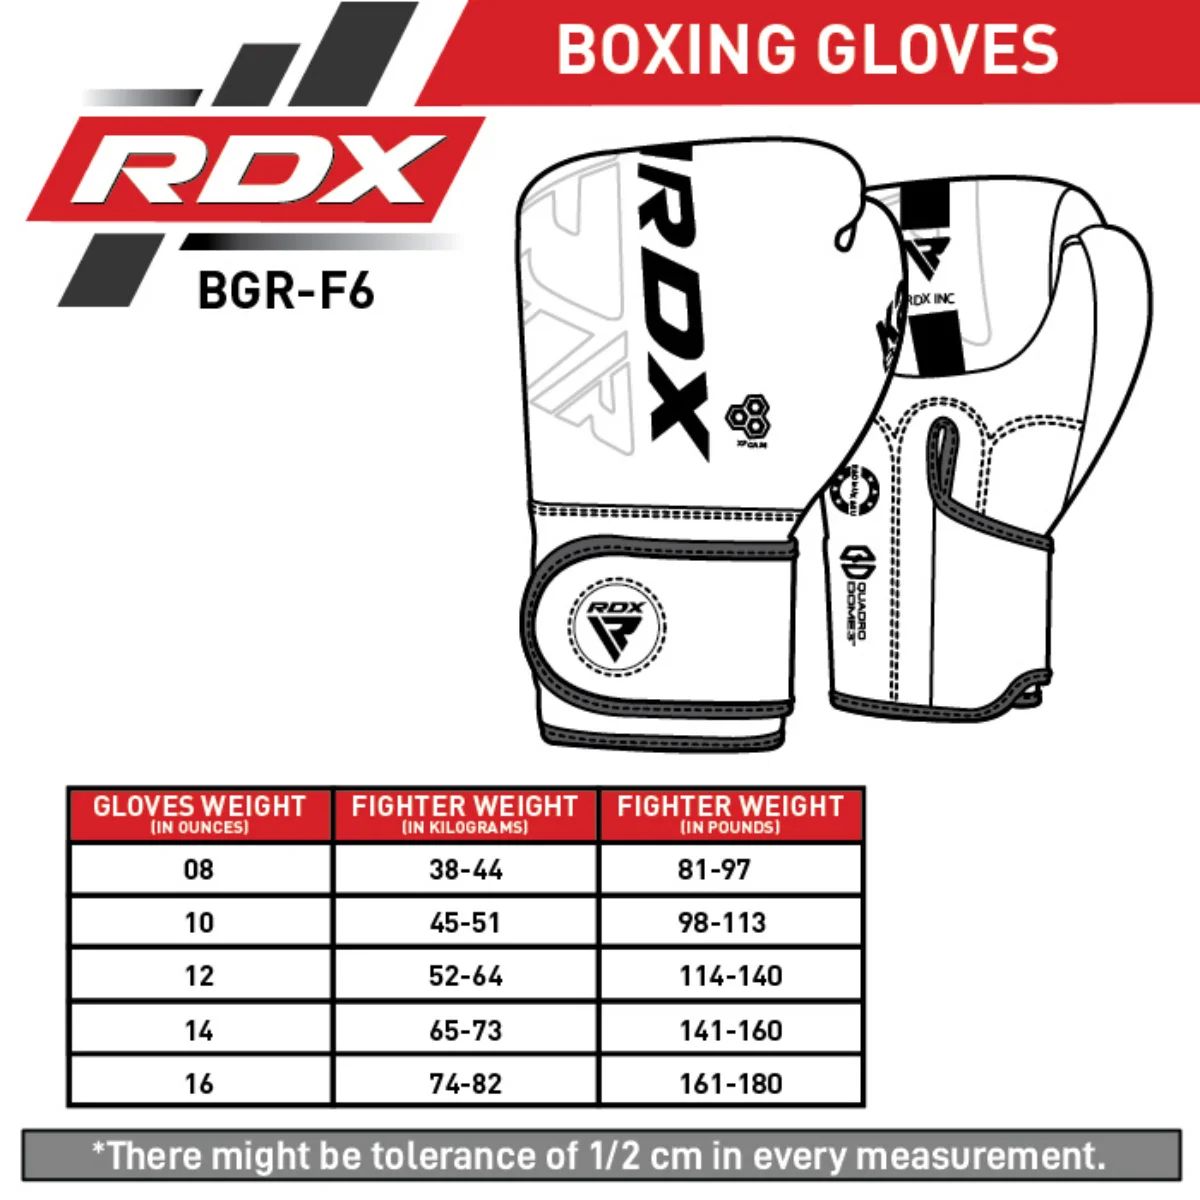 BOXING GLOVES
RDX
BGR-F6
RDX
RDX INC
RDX
QUADRO
DOME3™
GLOVES WEIGHT FIGHTER WEIGHT FIGHTER WEIGHT
(IN OUNCES) (IN KILOGRAMS) (IN POUNDS)
08 38-44 81-97
10 45-51 98-113
12 52-64 114-140
14 65-73 141-160
16 74-82 161-180
*There might be tolerance of 1/2 cm in every measurement.